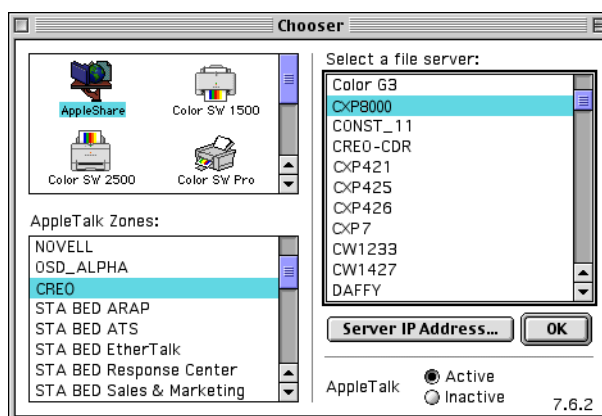 Chooser
AppleShare
Color SW 1500
Color SW 2500
Color SW Pro
AppleTalk Zones:
NOVELL
OSD_ALPHA
CREO
STA BED ARAP
STA BED ATS
STA BED EtherTalk
STA BED Response Center
STA BED Sales & Marketing
Select a file server:
Color G3
CXP8000
CONST_11
CREO-CDR
CXP421
CXP425
CXP426
CXP7
CW1233
CW1427
DAFFY
Server IP Address...
OK
AppleTalk
Active
Inactive
7.6.2